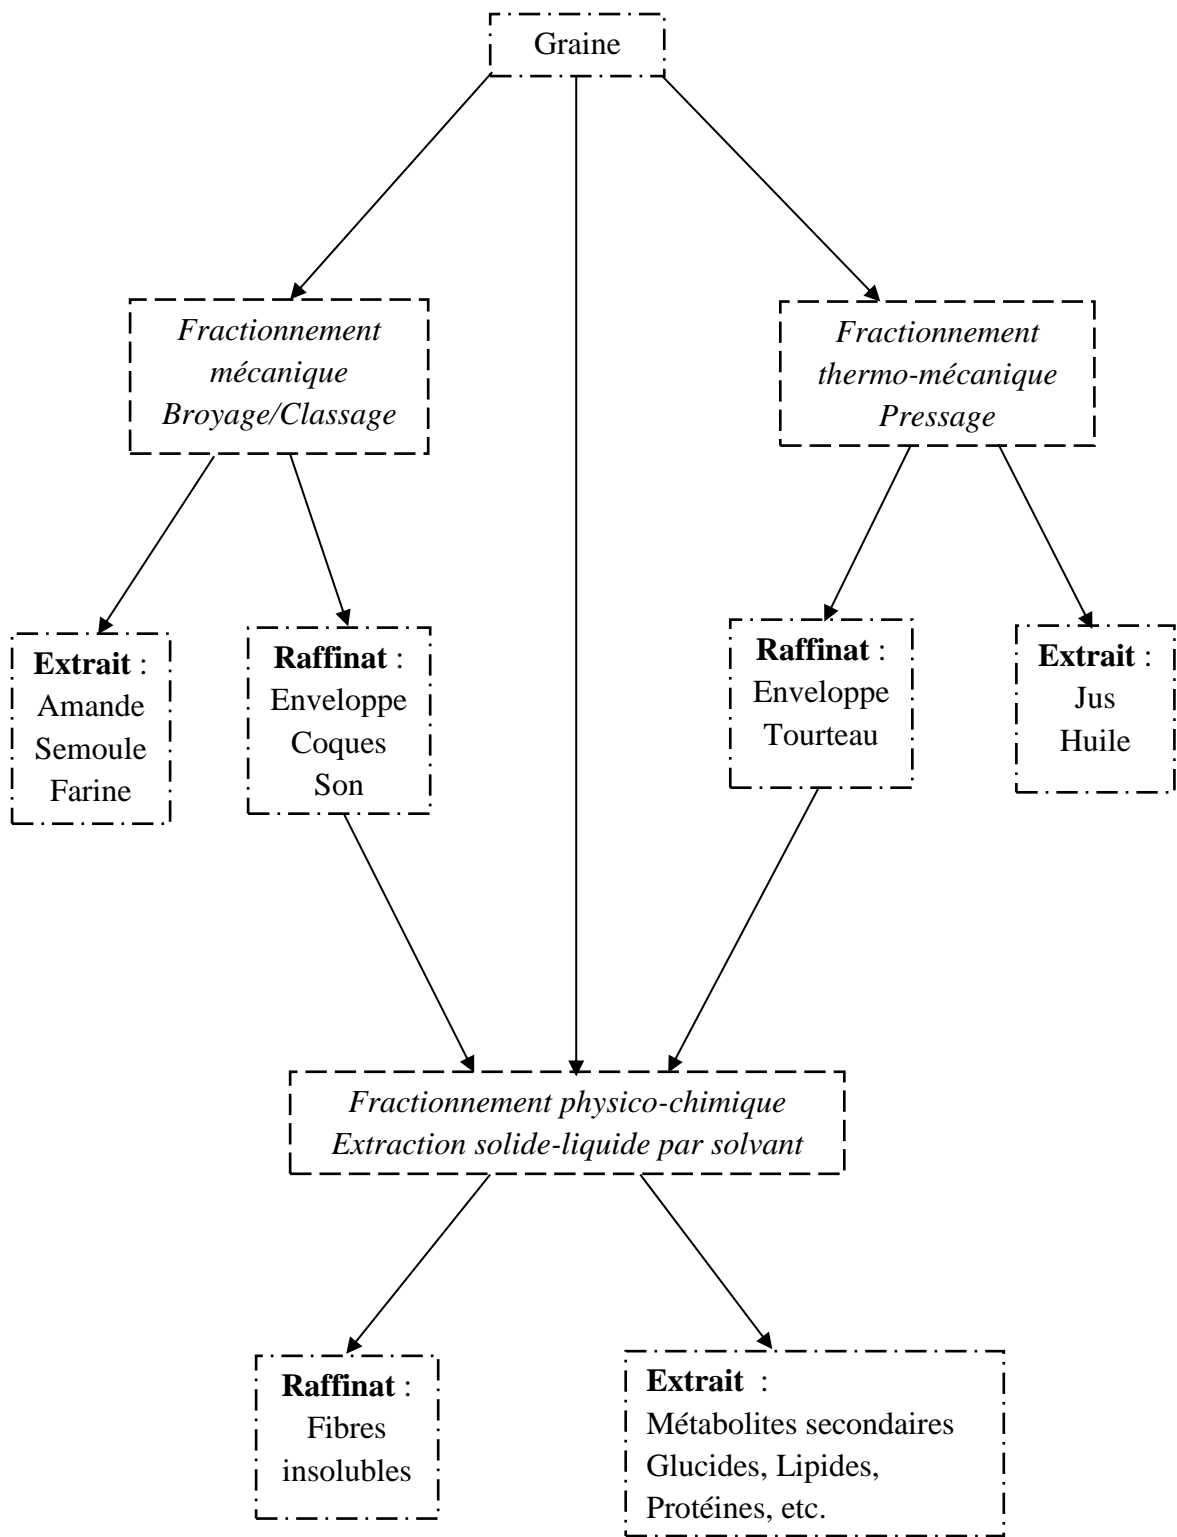 Graine
Fractionnement
mécanique
Broyage/Classage
Fractionnement
thermo-mécanique
Pressage
Extrait :
Amande
Semoule
Farine
Raffinat :
Enveloppe
Coques
Son
Raffinat :
Enveloppe
Tourteau
Extrait :
Jus
Huile
Fractionnement physico-chimique
Extraction solide-liquide par solvant
Raffinat :
Fibres
insolubles
Extrait  :
Métabolites secondaires
Glucides, Lipides,
Protéines, etc.